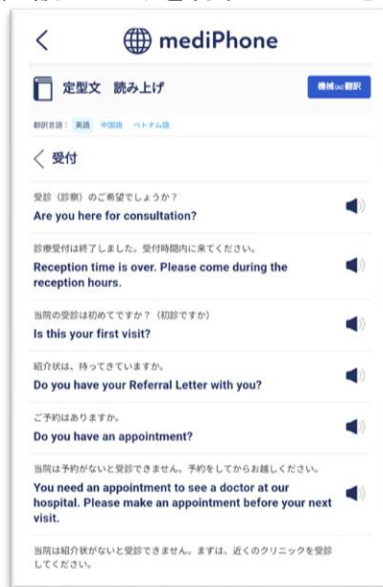 mediPhone
定型文 読み上げ
機械(AI)翻訳
翻訳言語： 英語 中国語 ベトナム語
受付
受診（診察）のご希望でしょうか？
Are you here for consultation?
診療受付は終了しました。受付時間内に来てください。
Reception time is over. Please come during the
reception hours.
当院の受診は初めてですか？（初診ですか）
Is this your first visit?
紹介状は、持ってきていますか。
Do you have your Referral Letter with you?
ご予約はありますか。
Do you have an appointment?
当院は予約がないと受診できません。予約をしてからお越しください。
You need an appointment to see a doctor at our
hospital. Please make an appointment before your next
visit.
当院は紹介状がないと受診できません。まずは、近くのクリニックを受診
してください。